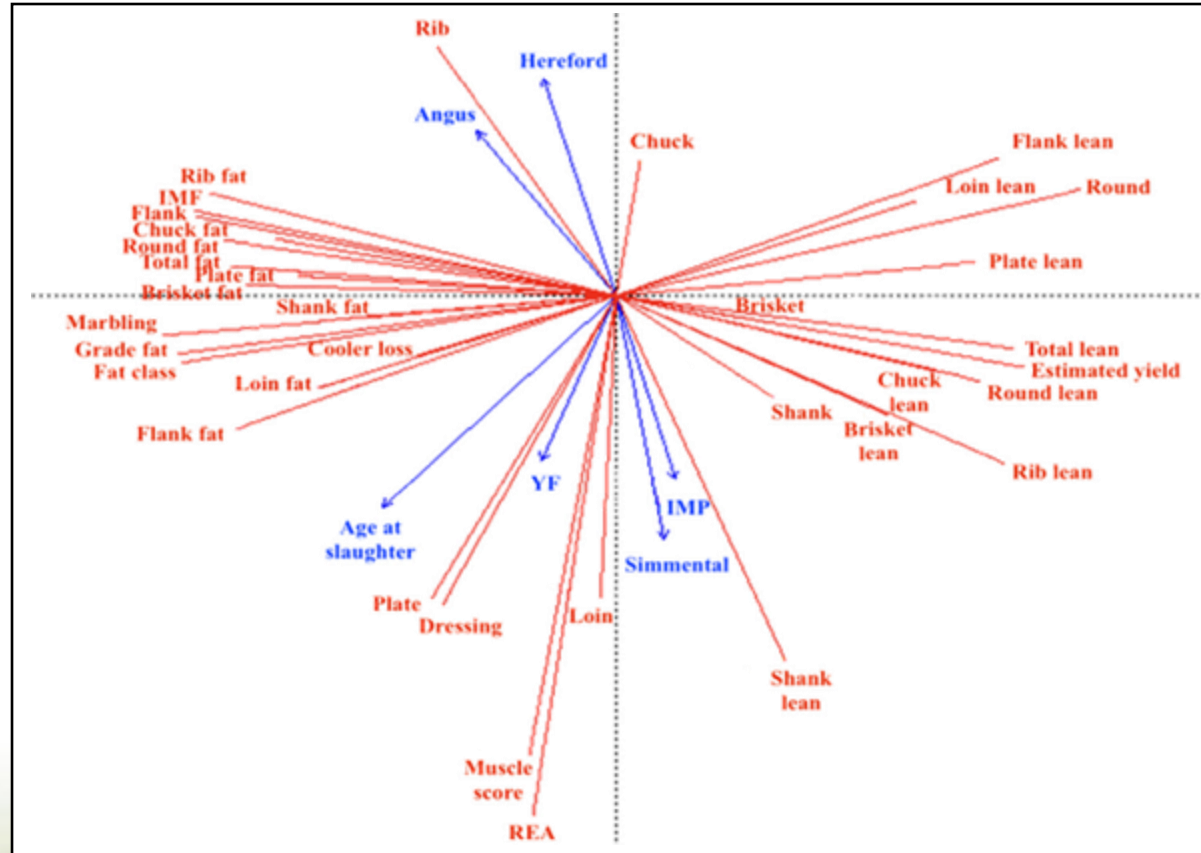 Rib
Hereford
Angus
Chuck
Flank lean
Rib fat
Loin lean
Round
IMF
Flank
Chuck fat
Round fat
Total fat
Plate fat
Plate lean
Brisket fat
Shank fat
Brisket
Marbling
Grade fat
Cooler loss
Total lean
Fat class
Estimated yield
Loin fat
Chuck
lean
Round lean
Shank
Flank fat
Brisket
lean
Rib lean
YF
IMP
Age at
slaughter
Simmental
Plate
Dressing
Loin
Shank
lean
Muscle
score
REA